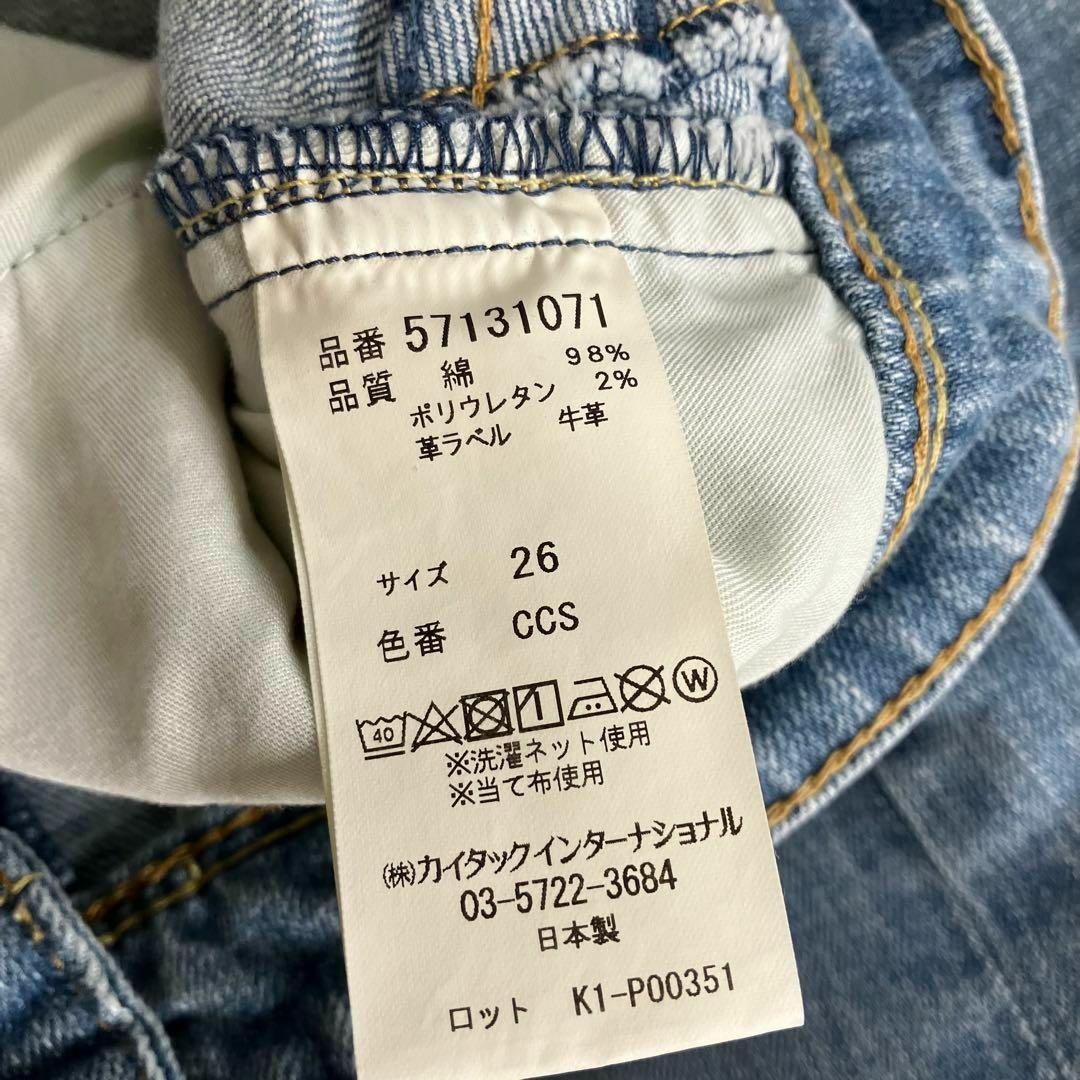 品番 57131071
品質 綿 98%
ポリウレタン 2%
革ラベル 牛革
サイズ 26
色番 CCS
40 1 W
※洗濯ネット使用
※当て布使用
㈱カイタックインターナショナル
03-5722-3684
日本製
ロット K1-P00351